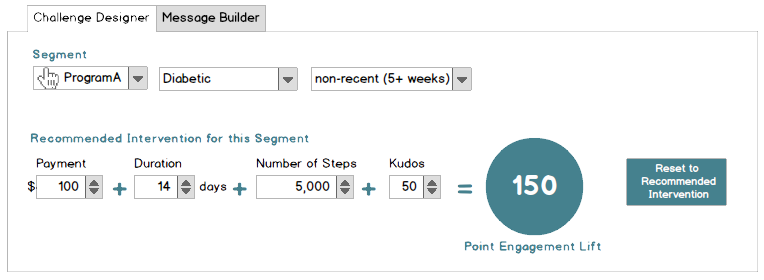 Challenge Designer Message Builder
Segment
ProgramA Diabetic non-recent (5+ weeks)
Recommended Intervention for this Segment
Payment Duration Number of Steps Kudos
$ 100 + 14 days + 5,000 + 50 = 150
Reset to
Recommended
Intervention
Point Engagement Lift